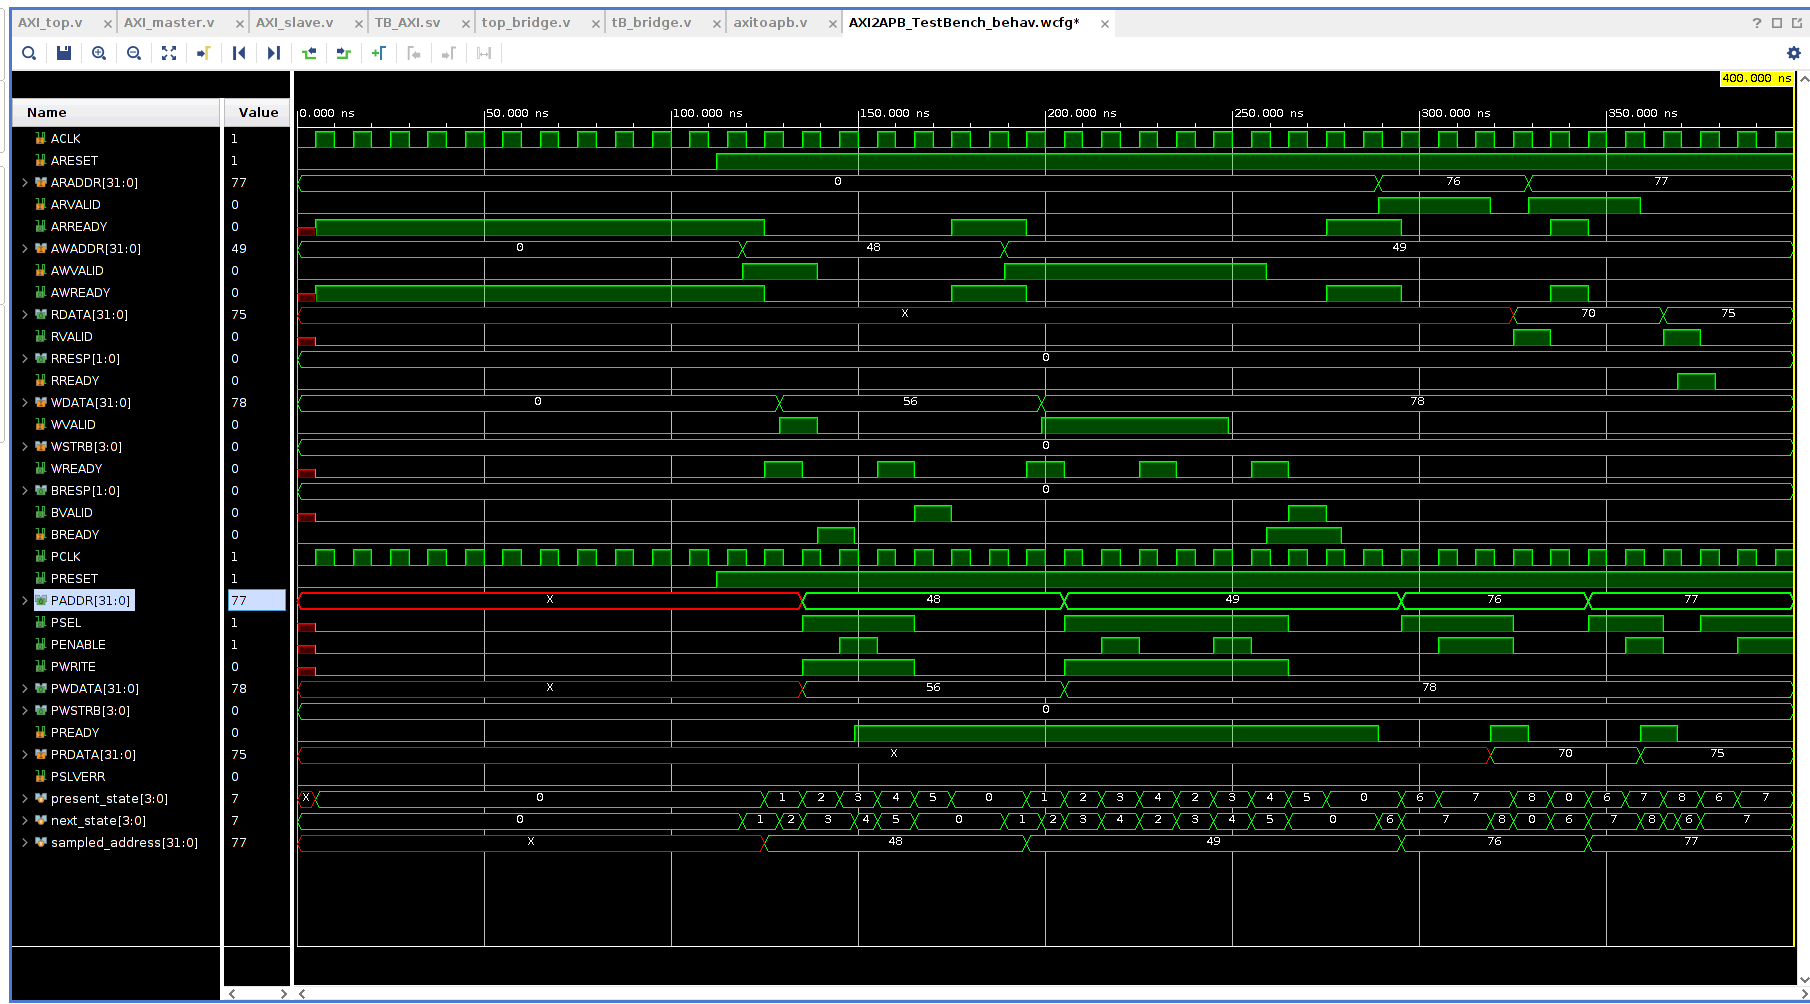 AXI_top.v × AXI_master.v × AXI_slave.v × TB_AXI.sv × top_bridge.v × tB_bridge.v × axitoapb.v × AXI2APB_TestBench_behav.wcfg* × ?
400.000 ns
Name Value 0.000 ns 50.000 ns 100.000 ns 150.000 ns 200.000 ns 250.000 ns 300.000 ns 350.000 ns
ACLK 1
ARESET 1
ARADDR[31:0] 77 0 76 77
ARVALID 0
ARREADY 0
AWADDR[31:0] 49 0 48 49
AWVALID 0
AWREADY 0
RDATA[31:0] 75 X 70 75
RVALID 0
RRESP[1:0] 0 0
RREADY 0
WDATA[31:0] 78 0 56 78
WVALID 0
WSTRB[3:0] 0 0
WREADY 0
BRESP[1:0] 0 0
BVALID 0
BREADY 0
PCLK 1
PRESET 1
PADDR[31:0] 77 X 48 49 76 77
PSEL 1
PENABLE 1
PWRITE 0
PWDATA[31:0] 78 X 56 78
PWSTRB[3:0] 0 0
PREADY 0
PRDATA[31:0] 75 X 70 75
PSLVERR 0
present_state[3:0] 7 X 0 1 2 3 4 5 0 1 2 3 4 2 3 4 5 0 6 7 8 0 6 7 8 6 7
next_state[3:0] 7 0 1 2 3 4 5 0 1 2 3 4 2 3 4 5 0 6 7 8 0 6 7 8 6 7
sampled_address[31:0] 77 X 48 49 76 77